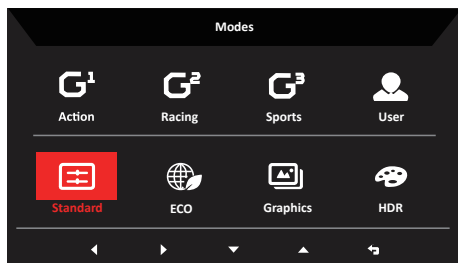 Modes
G¹ G² G³
Action Racing Sports User
Standard ECO Graphics HDR